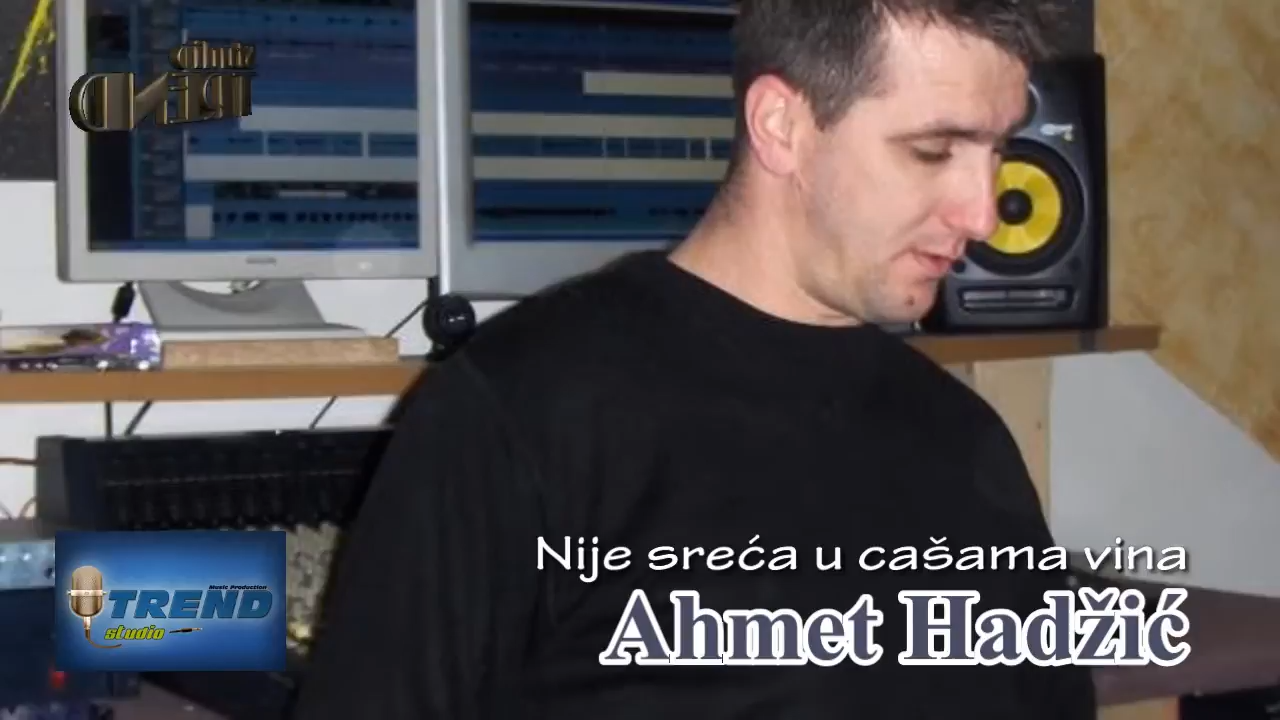 Nije sreća u cašama vina
Ahmet Hadžić
Music Production
TREND
studio